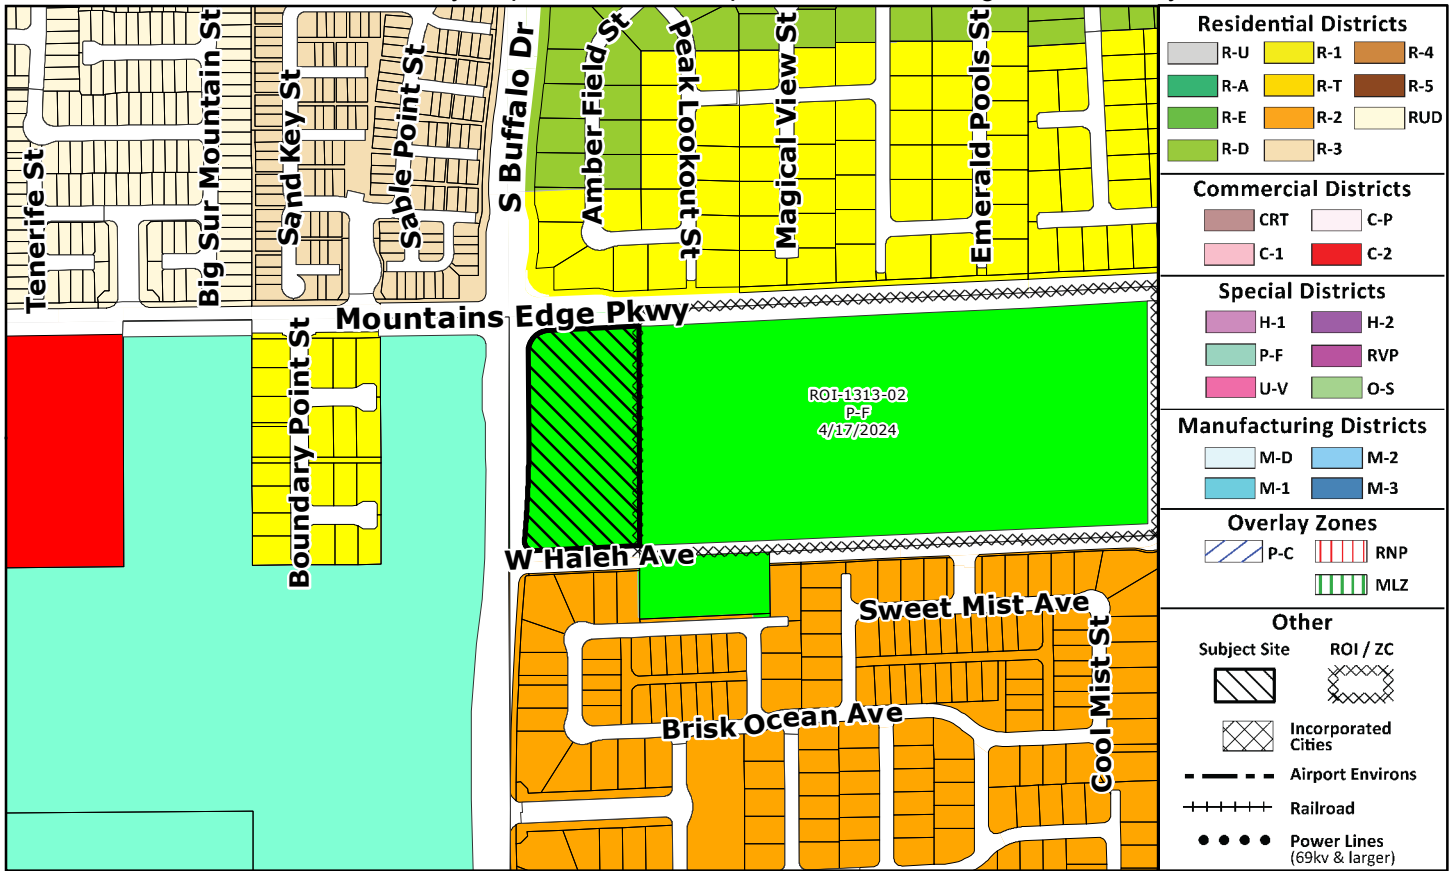 Tenerife St
Big Sur Mountain St
Sand Key St
Sable Point St
S Buffalo Dr
Amber Field St
Peak Lookout St
Magical View St
Emerald Pools St
Mountains Edge Pkwy
Boundary Point St
ROI-1313-02
P-F
4/17/2024
W Haleh Ave
Sweet Mist Ave
Brisk Ocean Ave
Cool Mist St
Residential Districts
R-U R-1 R-4
R-A R-T R-5
R-E R-2 RUD
R-D R-3
Commercial Districts
CRT C-P
C-1 C-2
Special Districts
H-1 H-2
P-F RVP
U-V O-S
Manufacturing Districts
M-D M-2
M-1 M-3
Overlay Zones
P-C RNP
MLZ
Other
Subject Site ROI / ZC
Incorporated
Cities
Airport Environs
Railroad
Power Lines
(69kv & larger)